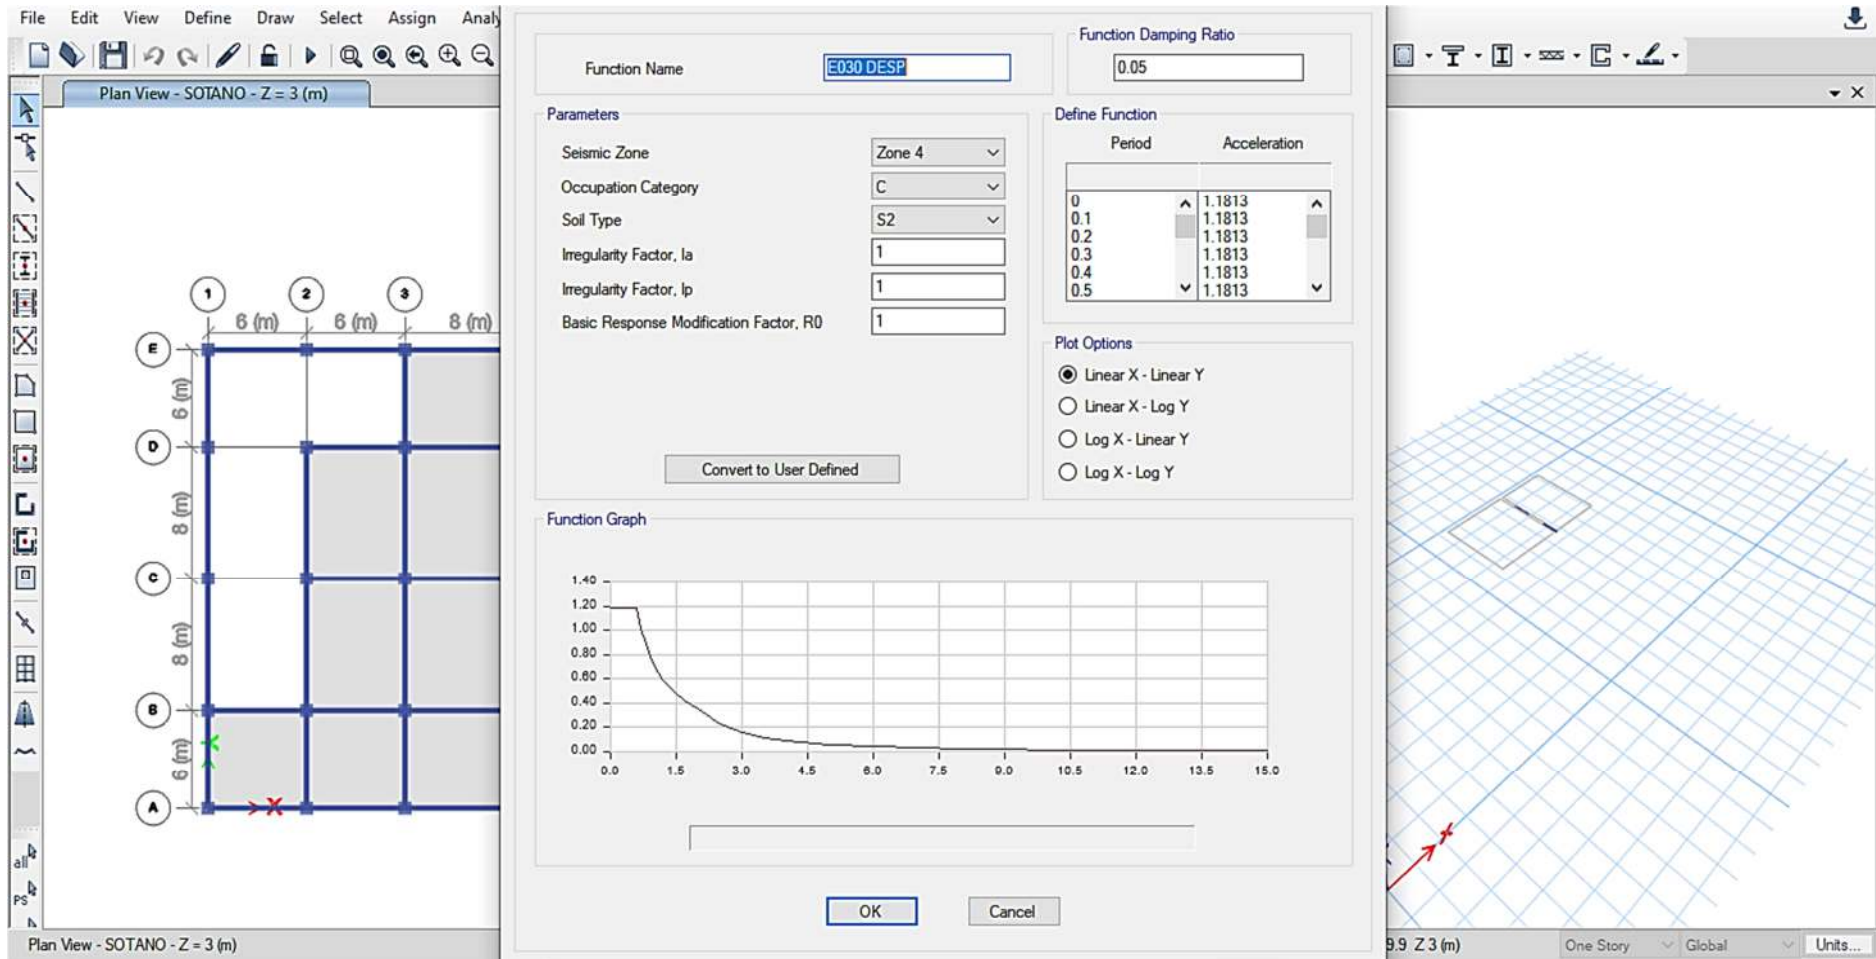 File Edit View Define Draw Select Assign Analy
Plan View - SOTANO - Z = 3 (m)
1 2 3
6 (m) 6 (m) 8 (m)
E
6 (m)
D
8 (m)
C
8 (m)
B
6 (m)
A
X
all
PS
Function Name E030 DESP
Function Damping Ratio
0.05
Parameters
Seismic Zone Zone 4
Occupation Category C
Soil Type S2
Irregularity Factor, Ia 1
Irregularity Factor, Ip 1
Basic Response Modification Factor, R0 1
Convert to User Defined
Define Function
Period Acceleration
0 1.1813
0.1 1.1813
0.2 1.1813
0.3 1.1813
0.4 1.1813
0.5 1.1813
Plot Options
Linear X - Linear Y
Linear X - Log Y
Log X - Linear Y
Log X - Log Y
Function Graph
1.40
1.20
1.00
0.80
0.60
0.40
0.20
0.00
0.0 1.5 3.0 4.5 6.0 7.5 9.0 10.5 12.0 13.5 15.0
OK Cancel
Plan View - SOTANO - Z = 3 (m)
9.9 Z 3 (m) One Story Global Units...